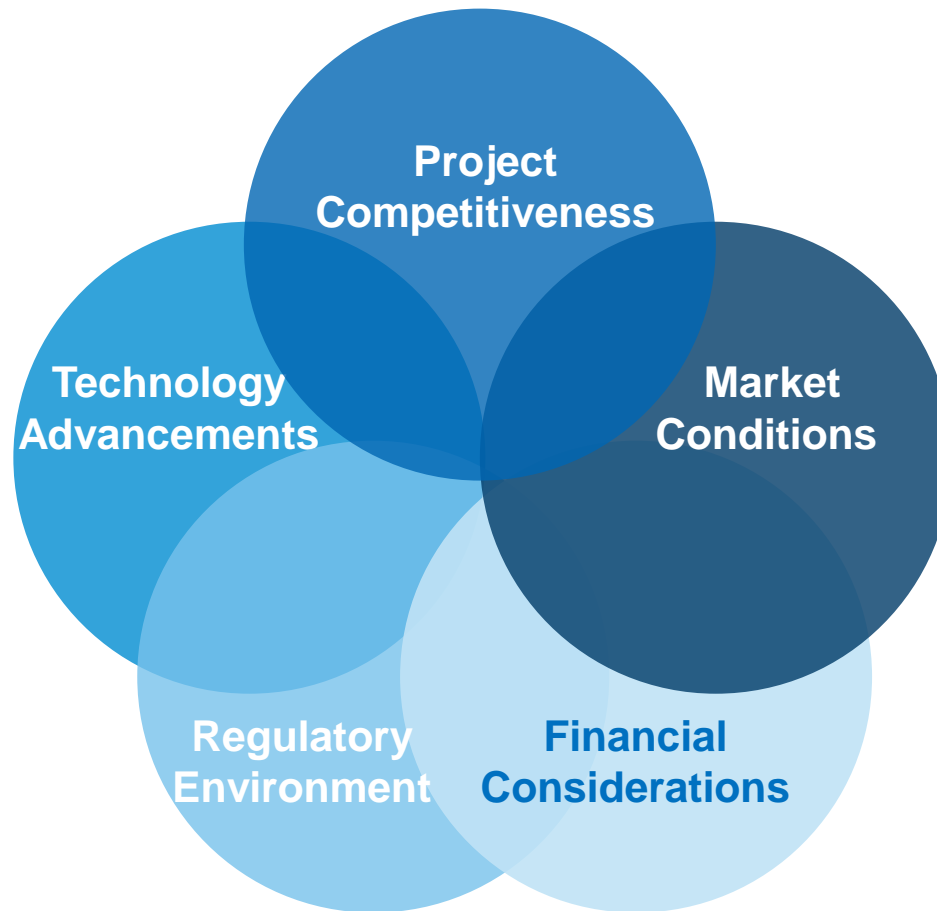 Project
Competitiveness
Technology
Advancements
Market
Conditions
Regulatory
Environment
Financial
Considerations